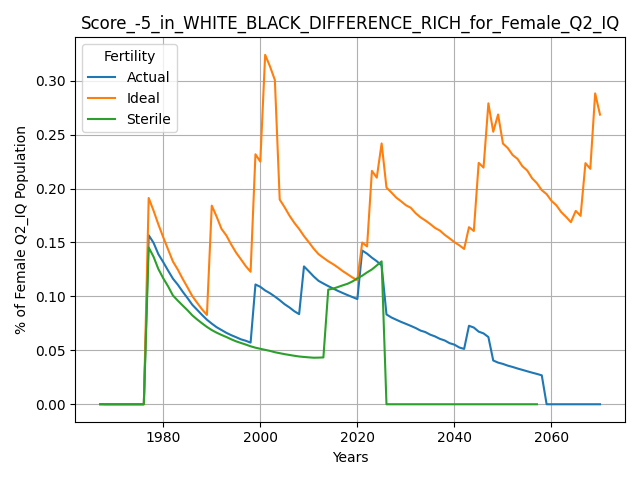 Score_-5_in_WHITE_BLACK_DIFFERENCE_RICH_for_Female_Q2_IQ
Fertility
Actual
Ideal
Sterile
% of Female Q2_IQ Population
0.30
0.25
0.20
0.15
0.10
0.05
0.00
1980 2000 2020 2040 2060
Years